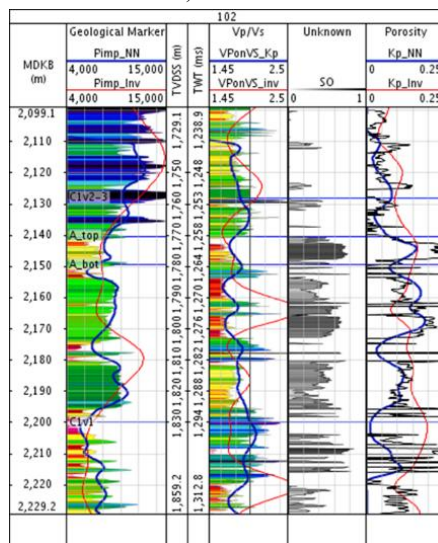 102
Geological Marker
Vp/Vs
Unknown
Porosity
MDKB
(m)
Pimp_NN
4,000 15,000
Pimp_Inv
4,000 15,000
TVDSS (m)
TWT (ms)
VPonVS_Kp
1.45 2.5
VPonVS_inv
1.45 2.5
SO
0 1
Kp_NN
0 0.25
Kp_Inv
0 0.25
2,099.1
2,110
2,120
2,130
2,140
2,150
2,160
2,170
2,180
2,190
2,200
2,210
2,220
2,229.2
C1v2-3
A_top
A_bot
C1v1
1,729.1
1,750
1,760
1,770
1,780
1,790
1,800
1,810
1,820
1,830
1,859.2
1,238.9
1,248
1,253
1,258
1,264
1,270
1,276
1,282
1,288
1,294
1,312.8